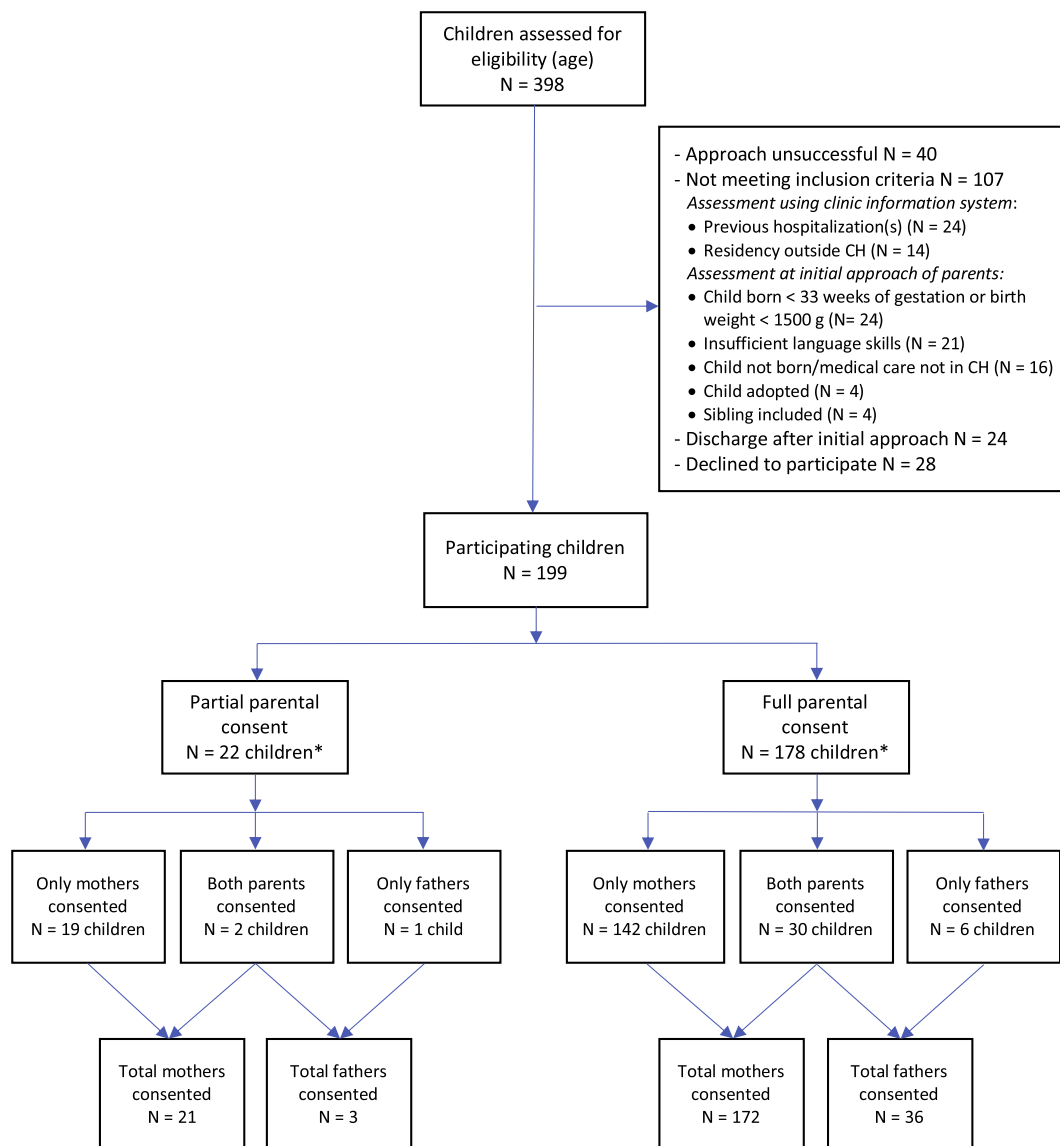 Children assessed for
eligibility (age)
N = 398
- Approach unsuccessful N = 40
- Not meeting inclusion criteria N = 107
Assessment using clinic information system:
• Previous hospitalization(s) (N = 24)
• Residency outside CH (N = 14)
Assessment at initial approach of parents:
• Child born < 33 weeks of gestation or birth
weight < 1500 g (N= 24)
• Insufficient language skills (N = 21)
• Child not born/medical care not in CH (N = 16)
• Child adopted (N = 4)
• Sibling included (N = 4)
- Discharge after initial approach N = 24
- Declined to participate N = 28
Participating children
N = 199
Partial parental
consent
N = 22 children*
Full parental
consent
N = 178 children*
Only mothers
consented
N = 19 children
Both parents
consented
N = 2 children
Only fathers
consented
N = 1 child
Only mothers
consented
N = 142 children
Both parents
consented
N = 30 children
Only fathers
consented
N = 6 children
Total mothers
consented
N = 21
Total fathers
consented
N = 3
Total mothers
consented
N = 172
Total fathers
consented
N = 36